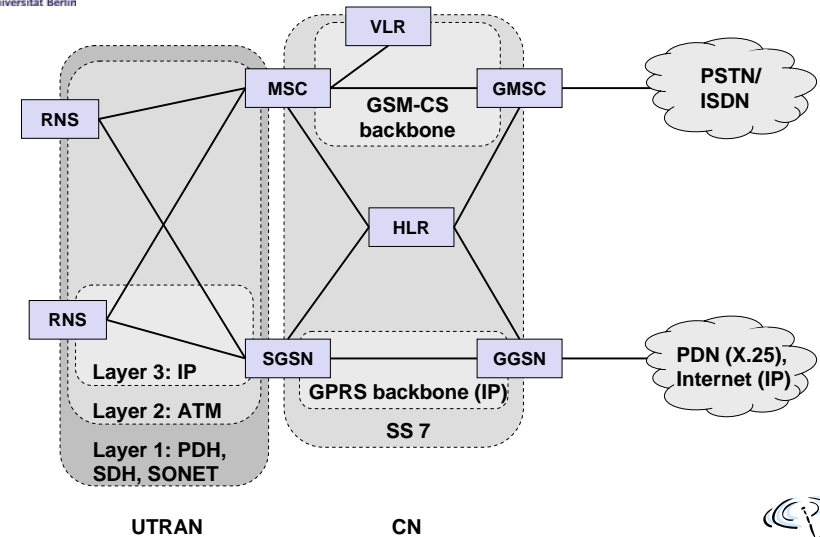 Universität Berlin
VLR
MSC
GMSC
PSTN/
ISDN
GSM-CS
backbone
RNS
HLR
RNS
SGSN
GGSN
PDN (X.25),
Internet (IP)
Layer 3: IP
GPRS backbone (IP)
Layer 2: ATM
SS 7
Layer 1: PDH,
SDH, SONET
UTRAN
CN